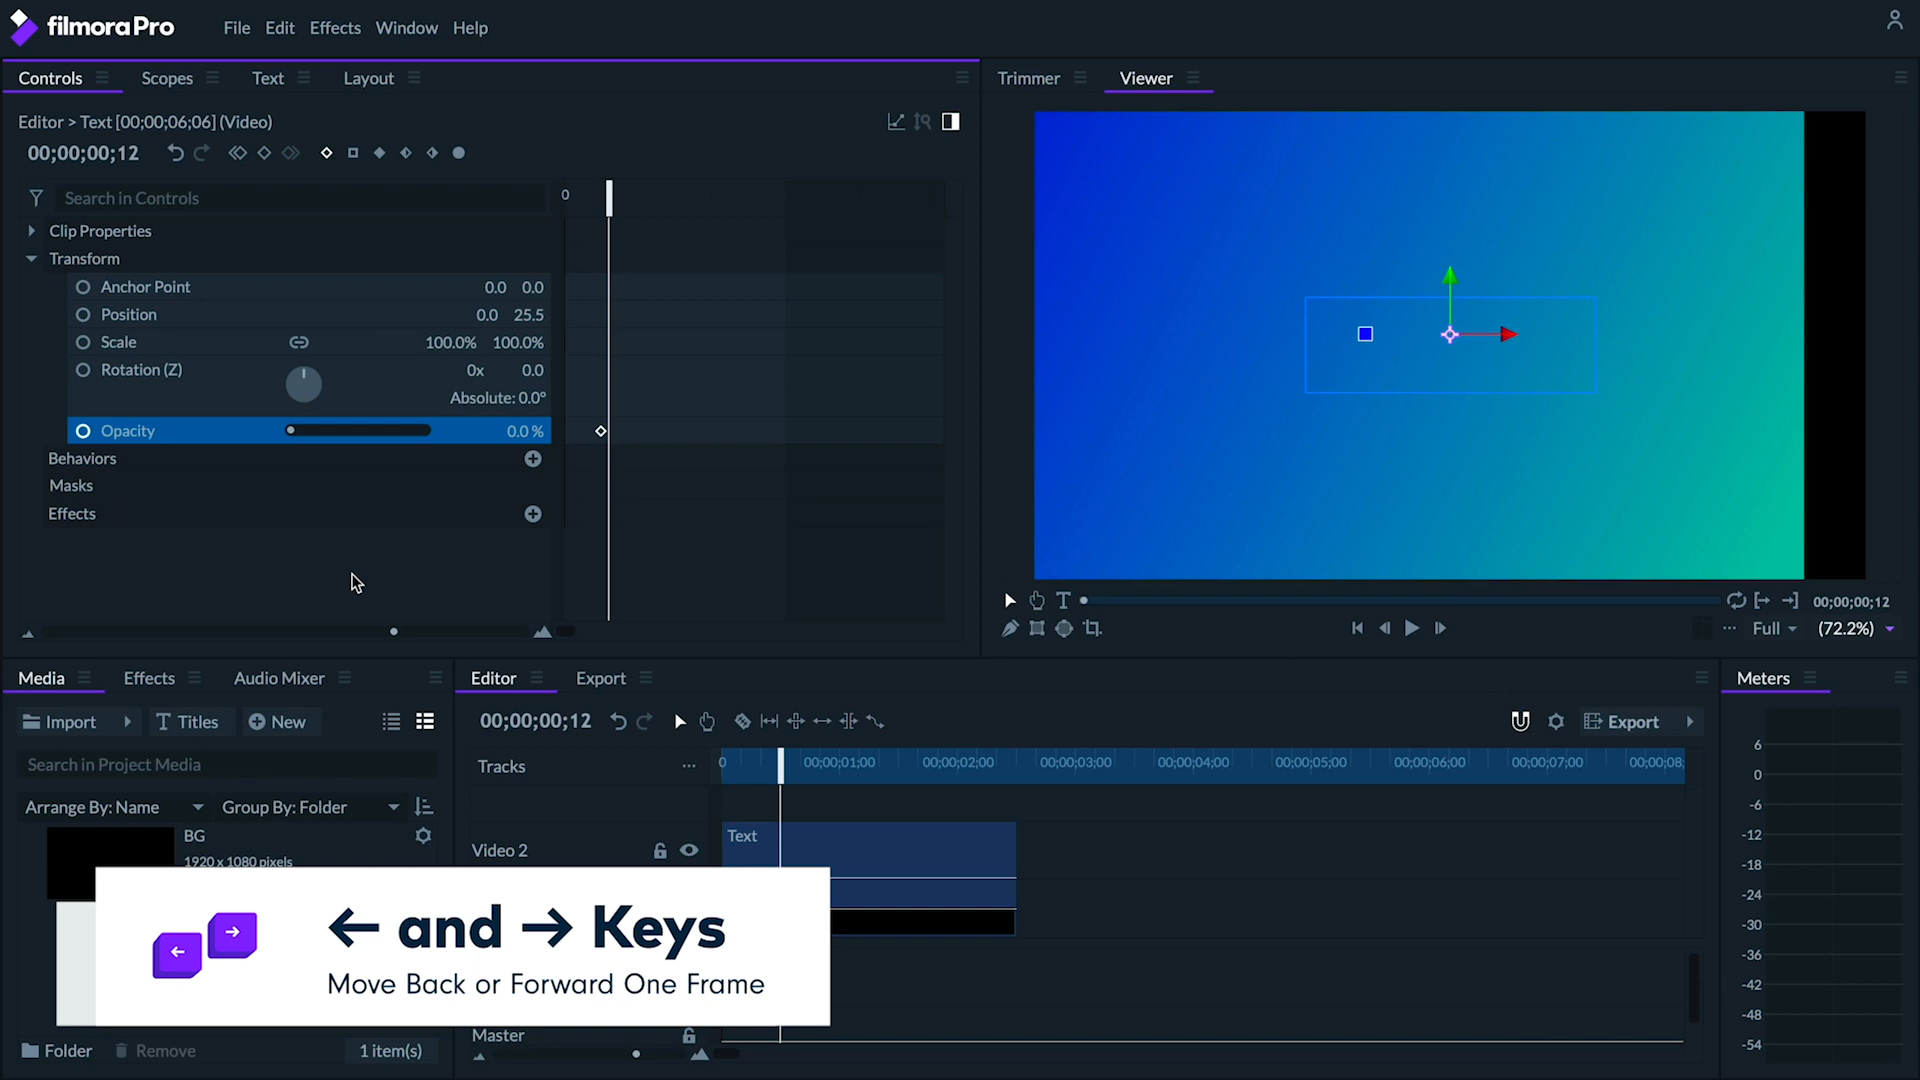 filmoraPro
File Edit Effects Window Help
Controls Scopes Text Layout
Trimmer Viewer
Editor > Text [00;00;06;06] (Video)
00;00;00;12
Search in Controls
0
Clip Properties
Transform
Anchor Point 0.0 0.0
Position 0.0 25.5
Scale 100.0% 100.0%
Rotation (Z) 0x 0.0
Absolute: 0.0°
Opacity 0.0 %
Behaviors
Masks
Effects
00;00;00;12
Full (72.2%)
Media Effects Audio Mixer
Import Titles New
Search in Project Media
Arrange By: Name Group By: Folder
BG
1920 x 1080 pixels
Folder Remove 1 item(s)
Editor Export
00;00;00;12
Export
Tracks
0 00;00;01;00 00;00;02;00 00;00;03;00 00;00;04;00 00;00;05;00 00;00;06;00 00;00;07;00 00;00;08;
Text
Video 2
Master
← and → Keys
Move Back or Forward One Frame
Meters
6
0
-6
-12
-18
-24
-30
-36
-42
-48
-54